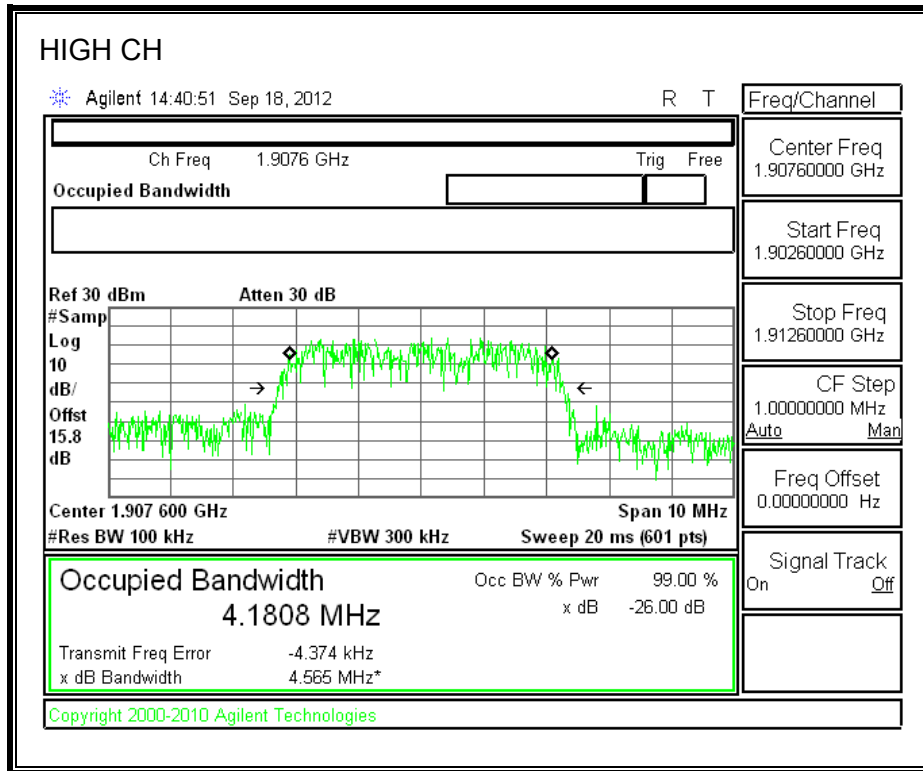 HIGH CH
Agilent 14:40:51 Sep 18, 2012 R T
Ch Freq 1.9076 GHz Trig Free
Occupied Bandwidth
Ref 30 dBm Atten 30 dB
#Samp
Log
10
dB/
Offst
15.8
dB
Center 1.907 600 GHz Span 10 MHz
#Res BW 100 kHz #VBW 300 kHz Sweep 20 ms (601 pts)
Occupied Bandwidth
4.1808 MHz
Occ BW % Pwr 99.00 %
x dB -26.00 dB
Transmit Freq Error -4.374 kHz
x dB Bandwidth 4.565 MHz*
Copyright 2000-2010 Agilent Technologies
Freq/Channel
Center Freq
1.90760000 GHz
Start Freq
1.90260000 GHz
Stop Freq
1.91260000 GHz
CF Step
1.00000000 MHz
Auto Man
Freq Offset
0.00000000 Hz
Signal Track
On Off